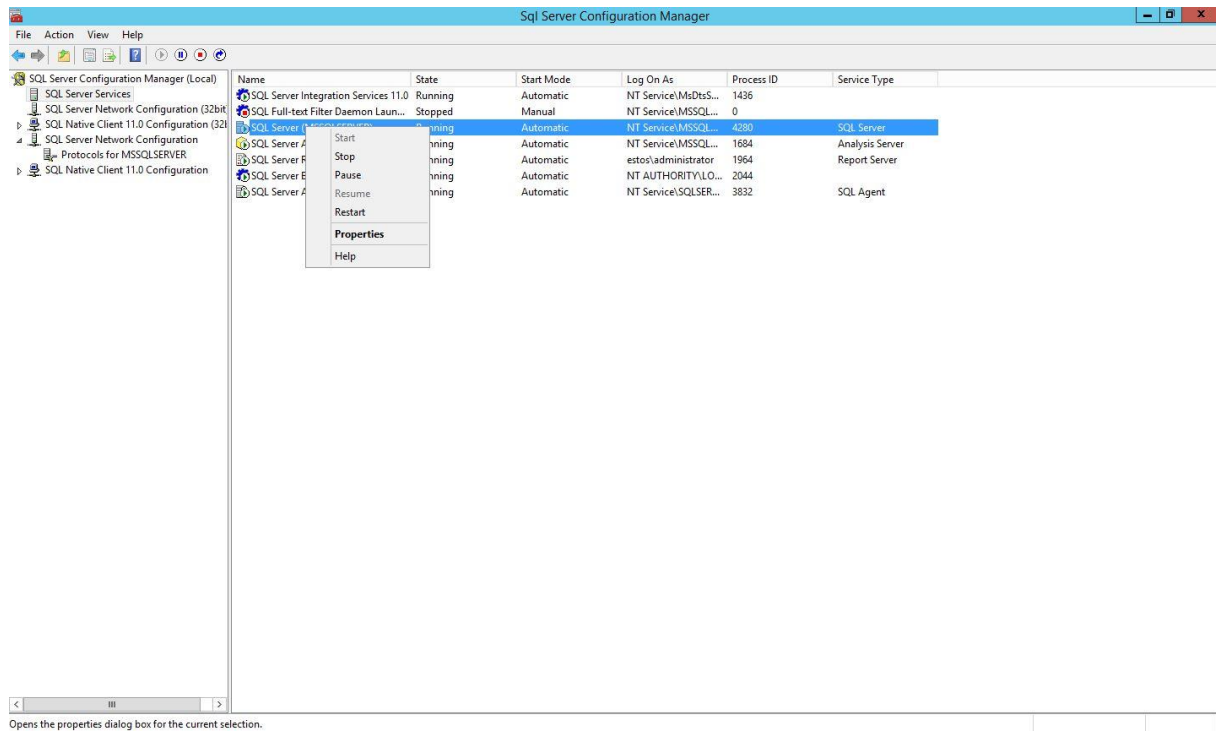 Sql Server Configuration Manager
File Action View Help
SQL Server Configuration Manager (Local)
SQL Server Services
SQL Server Network Configuration (32bit
SQL Native Client 11.0 Configuration (32l
SQL Server Network Configuration
Protocols for MSSQLSERVER
SQL Native Client 11.0 Configuration
Name State Start Mode Log On As Process ID Service Type
SQL Server Integration Services 11.0 Running Automatic NT Service\MsDtsS... 1436
SQL Full-text Filter Daemon Laun... Stopped Manual NT Service\MSSQL... 0
SQL Server Automatic NT Service\MSSQL... 4280 SQL Server
SQL Server A nning Automatic NT Service\MSSQL... 1684 Analysis Server
SQL Server R nning Automatic estos\administrator 1964 Report Server
SQL Server B nning Automatic NT AUTHORITY\LO... 2044
SQL Server A nning Automatic NT Service\SQLSER... 3832 SQL Agent
Start
Stop
Pause
Resume
Restart
Properties
Help
Opens the properties dialog box for the current selection.